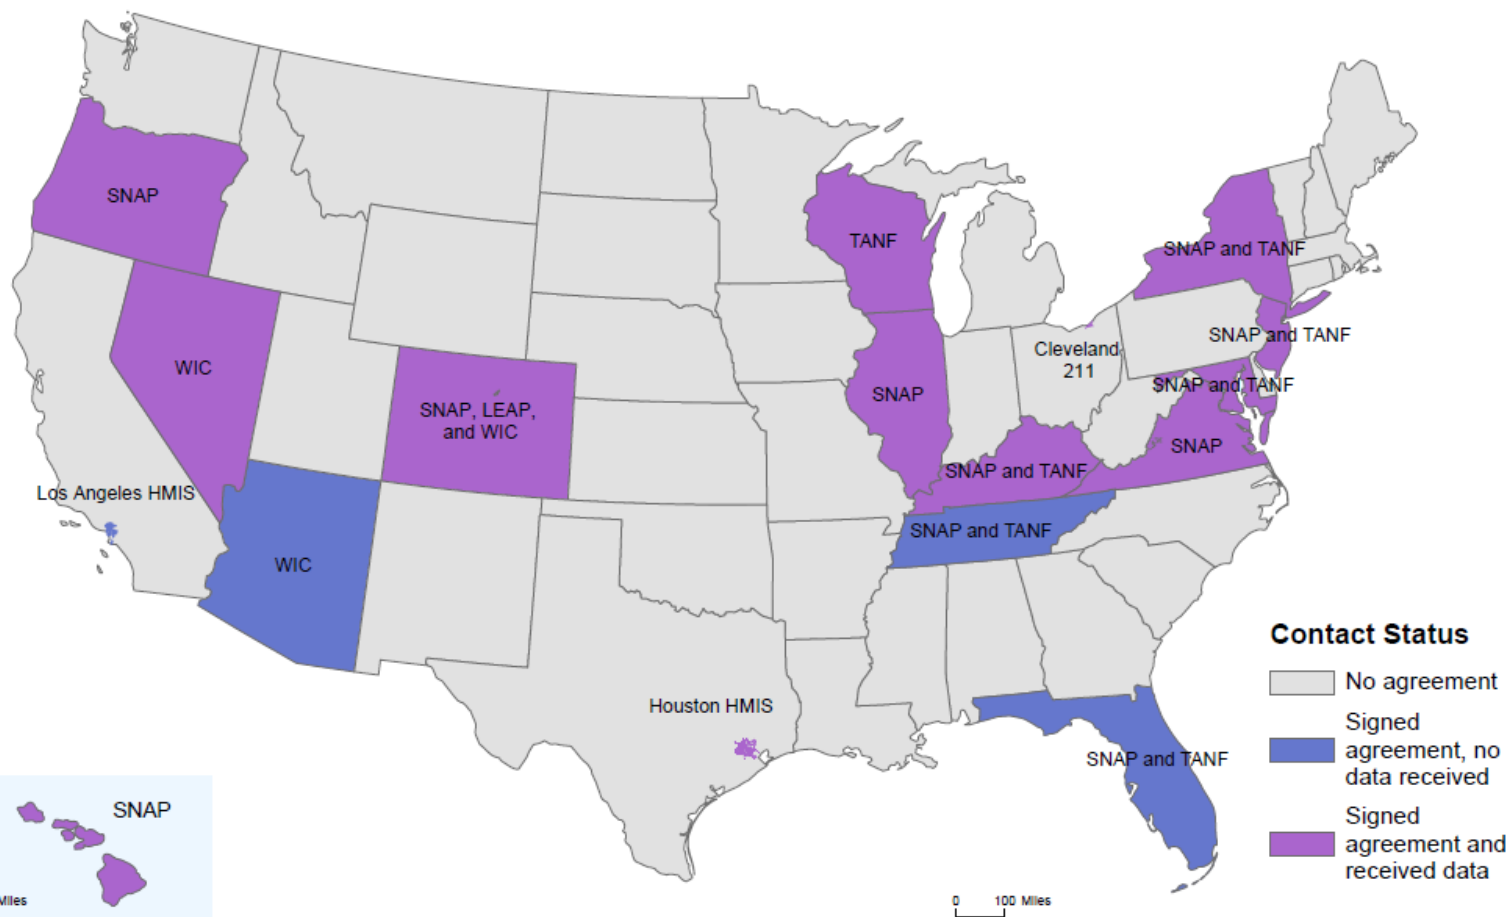 SNAP
TANF
SNAP and TANF
SNAP and TANF
Cleveland
211
WIC
SNAP and TANF
SNAP
SNAP, LEAP,
and WIC
SNAP
SNAP and TANF
Los Angeles HMIS
SNAP and TANF
WIC
Houston HMIS
SNAP and TANF
SNAP
Miles
0 100 Miles
Contact Status
No agreement
Signed
agreement, no
data received
Signed
agreement and
received data